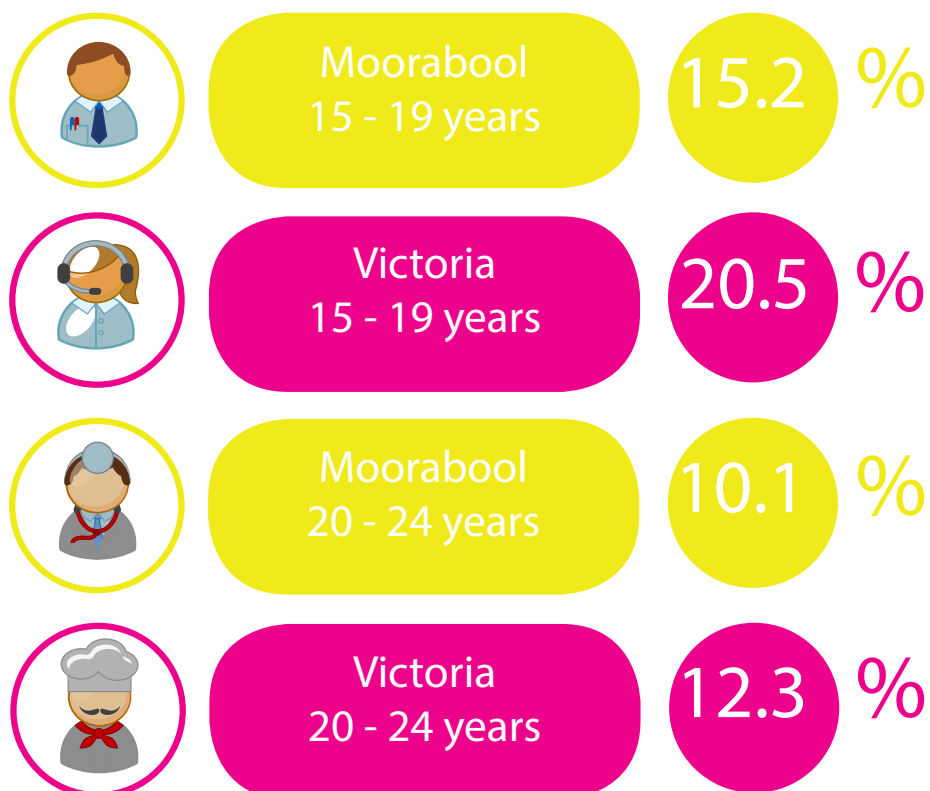 Moorabool
15 - 19 years
15.2 %
Victoria
15 - 19 years
20.5 %
Moorabool
20 - 24 years
10.1 %
Victoria
20 - 24 years
12.3 %